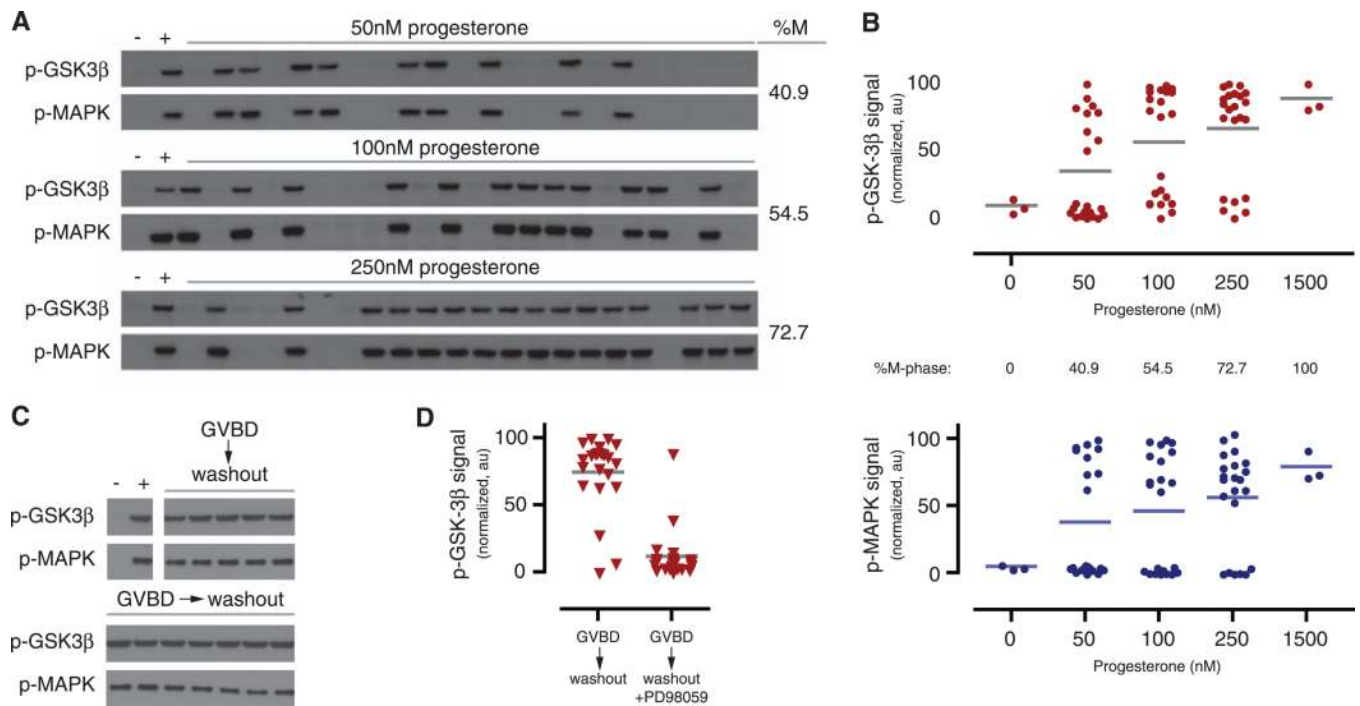 A
50nM progesterone
%M
- +
p-GSK3β
p-MAPK
40.9
100nM progesterone
- +
p-GSK3β
p-MAPK
54.5
250nM progesterone
- +
p-GSK3β
p-MAPK
72.7
B
p-GSK-3β signal
(normalized, au)
100
50
0
0 50 100 250 1500
Progesterone (nM)
%M-phase: 0 40.9 54.5 72.7 100
p-MAPK signal
(normalized, au)
100
50
0
0 50 100 250 1500
Progesterone (nM)
C
GVBD
washout
- +
p-GSK3β
p-MAPK
GVBD → washout
p-GSK3β
p-MAPK
D
p-GSK-3β signal
(normalized, au)
100
50
0
GVBD GVBD
washout washout
+PD98059